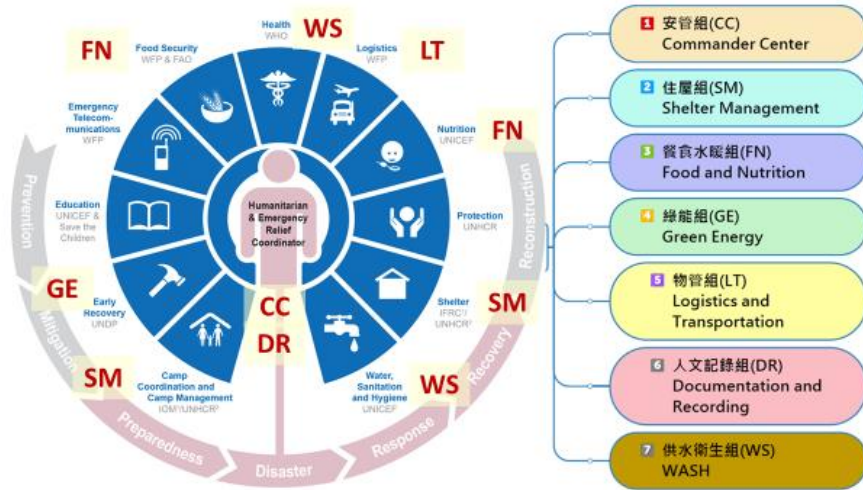 FN
Food Security
WFP & FAO
Health
WHO
WS
Logistics
WFP
LT
Emergency
Telecom-
munications
WFP
Nutrition
UNICEF
FN
Education
UNICEF &
Save the
Children
Humanitarian
& Emergency
Relief
Coordinator
Protection
UNHCR
GE
Early
Recovery
UNDP
CC
DR
Shelter
IFRC¹/
UNHCR²
SM
SM
Camp
Coordination and
Camp Management
IOM¹/UNHCR²
Water,
Sanitation
and Hygiene
UNICEF
WS
Prevention
Mitigation
Preparedness
Disaster
Response
Recovery
Reconstruction
1 安管組(CC)
Commander Center
2 住屋組(SM)
Shelter Management
3 餐食水暖組(FN)
Food and Nutrition
4 綠能組(GE)
Green Energy
5 物管組(LT)
Logistics and
Transportation
6 人文記錄組(DR)
Documentation and
Recording
7 供水衛生組(WS)
WASH